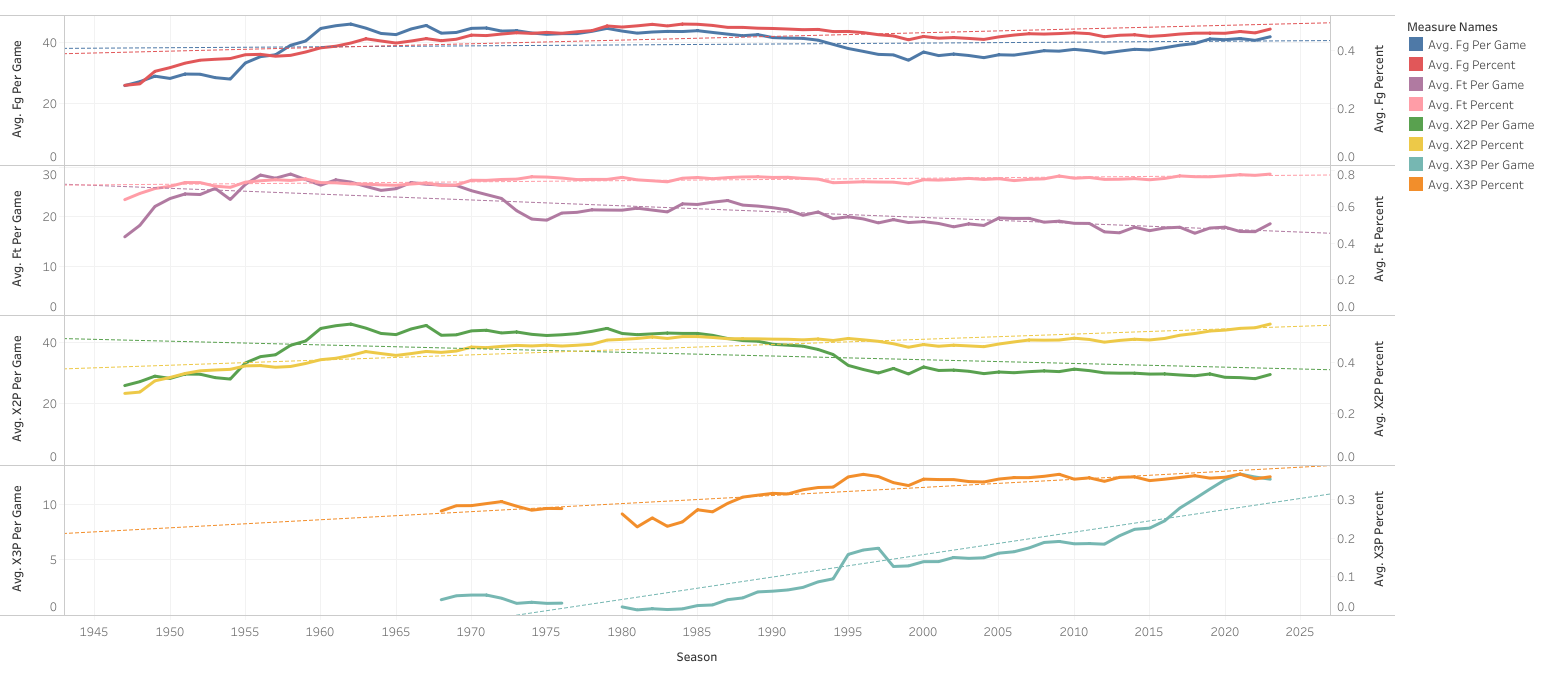 Avg. Fg Per Game
40
20
0
0.4
0.2
0.0
Avg. Fg Percent
Avg. Ft Per Game
30
20
10
0
0.8
0.6
0.4
0.2
0.0
Avg. Ft Percent
Avg. X2P Per Game
40
20
0
0.4
0.2
0.0
Avg. X2P Percent
Avg. X3P Per Game
10
5
0
0.3
0.2
0.1
0.0
Avg. X3P Percent
1945 1950 1955 1960 1965 1970 1975 1980 1985 1990 1995 2000 2005 2010 2015 2020 2025
Season
Measure Names
Avg. Fg Per Game
Avg. Fg Percent
Avg. Ft Per Game
Avg. Ft Percent
Avg. X2P Per Game
Avg. X2P Percent
Avg. X3P Per Game
Avg. X3P Percent